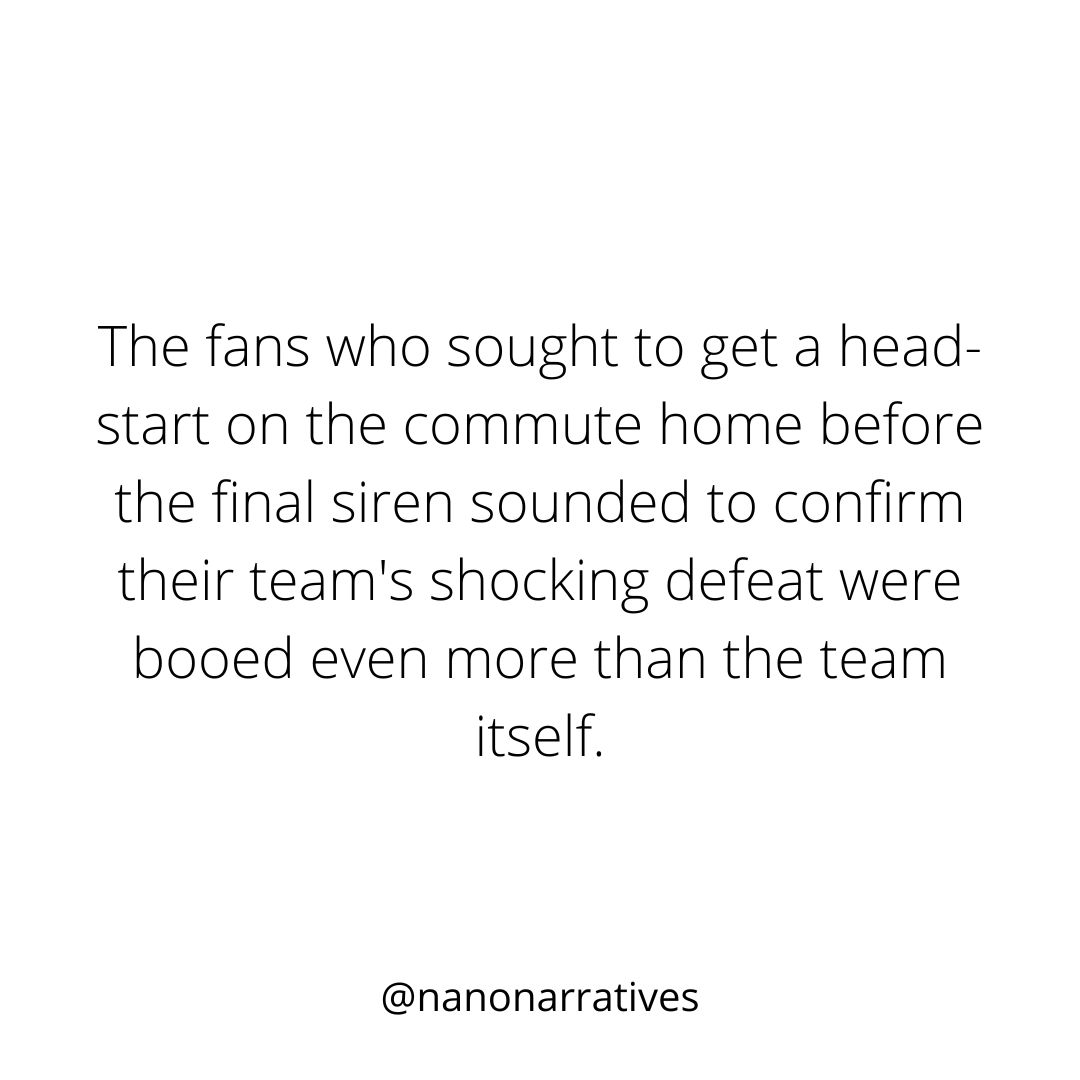 The fans who sought to get a head-
start on the commute home before
the final siren sounded to confirm
their team's shocking defeat were
booed even more than the team
itself.
@nanonarratives